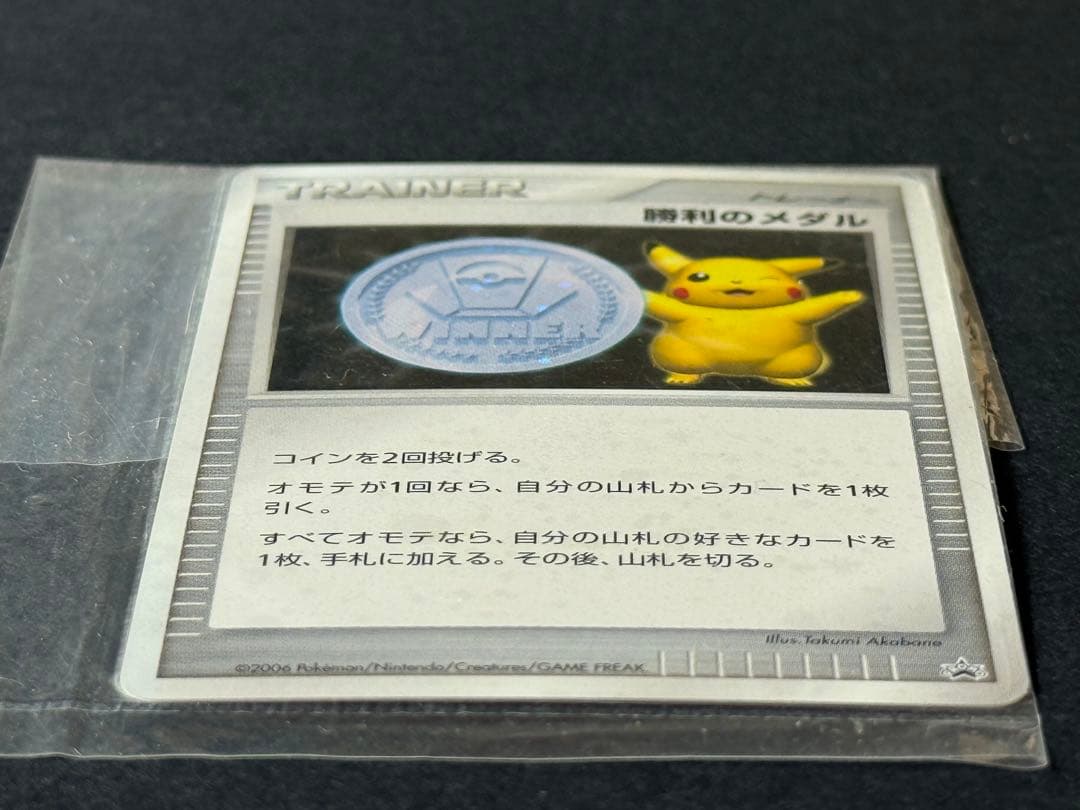 TRAINER
トレーナー
勝利のメダル
WINNER
コインを2回投げる。
オモテが1回なら、自分の山札からカードを1枚
引く。
すべてオモテなら、自分の山札の好きなカードを
1枚、手札に加える。その後、山札を切る。
Illus. Takumi Akabane
©2006 Pokémon/Nintendo/Creatures/GAME FREAK.